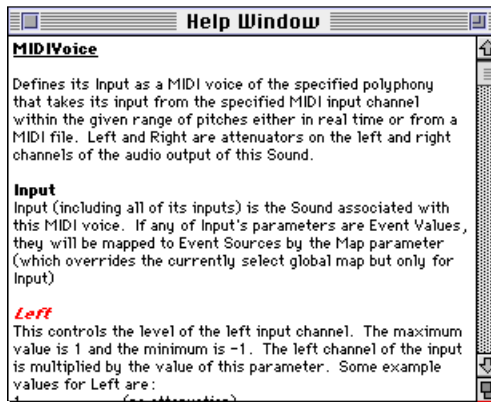 Help Window
MIDIVoice
Defines its Input as a MIDI voice of the specified polyphony
that takes its input from the specified MIDI input channel
within the given range of pitches either in real time or from a
MIDI file. Left and Right are attenuators on the left and right
channels of the audio output of this Sound.
Input
Input (including all of its inputs) is the Sound associated with
this MIDI voice. If any of Input's parameters are Event Values,
they will be mapped to Event Sources by the Map parameter
(which overrides the currently select global map but only for
Input)
Left
This controls the level of the left input channel. The maximum
value is 1 and the minimum is -1. The left channel of the input
is multiplied by the value of this parameter. Some example
values for Left are:
1 (no attenuation)